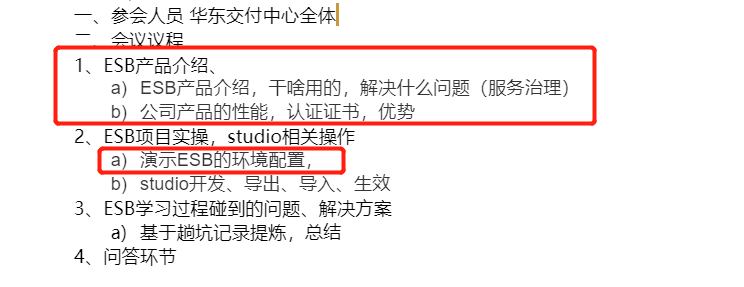 一、参会人员 华东交付中心全体
二、会议议程
1、ESB产品介绍、
a）ESB产品介绍，干啥用的，解决什么问题（服务治理）
b）公司产品的性能，认证证书，优势
2、ESB项目实操，studio相关操作
a）演示ESB的环境配置，
b）studio开发、导出、导入、生效
3、ESB学习过程碰到的问题、解决方案
a）基于趟坑记录提炼，总结
4、问答环节